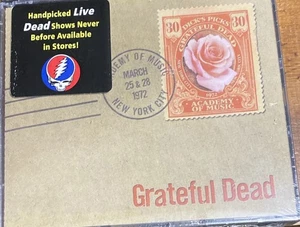 Handpicked Live
Dead Shows Never
Before Available
in Stores!
30 DICK'S PICKS 30
GRATEFUL DEAD
ACADEMY OF MUSIC
MARCH
25 & 28
1972
NEW YORK CITY
ACADEMY
OF MUSIC
Grateful Dead